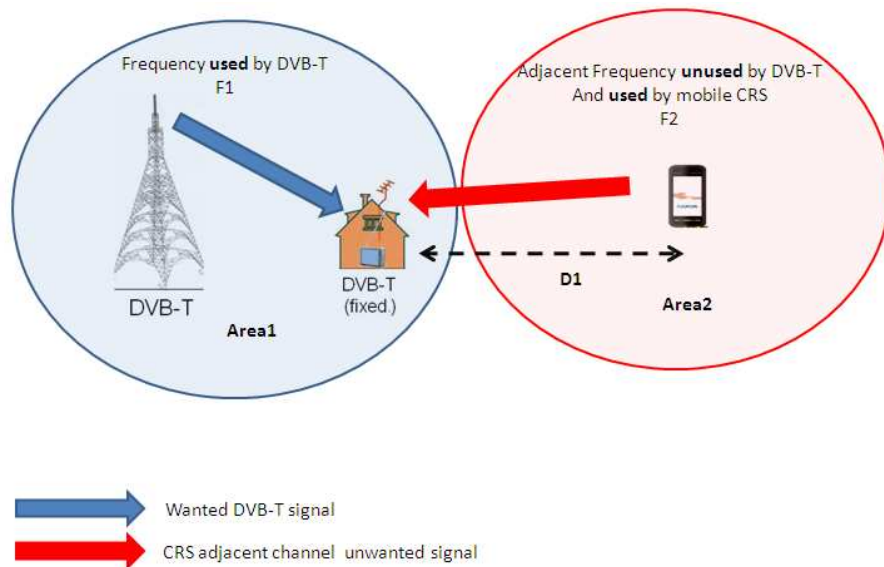 Frequency used by DVB-T
F1
Adjacent Frequency unused by DVB-T
And used by mobile CRS
F2
DVB-T
DVB-T
(fixed.)
D1
Area1
Area2
Wanted DVB-T signal
CRS adjacent channel unwanted signal